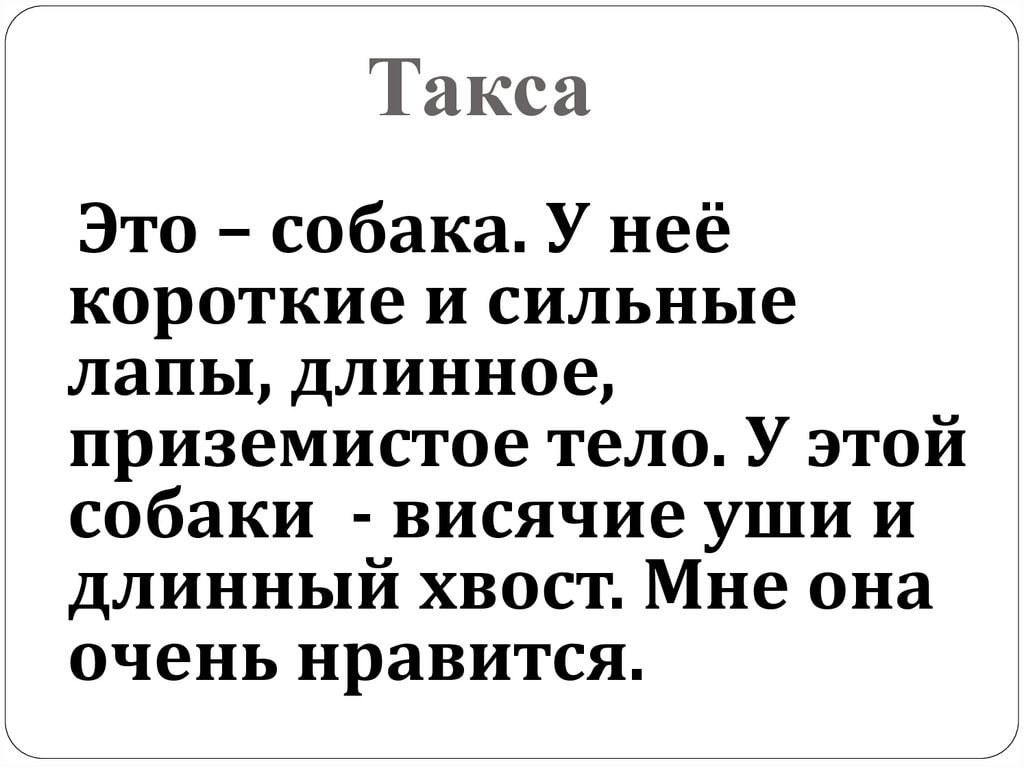 Такса
Это – собака. У неё
короткие и сильные
лапы, длинное,
приземистое тело. У этой
собаки  - висячие уши и
длинный хвост. Мне она
очень нравится.